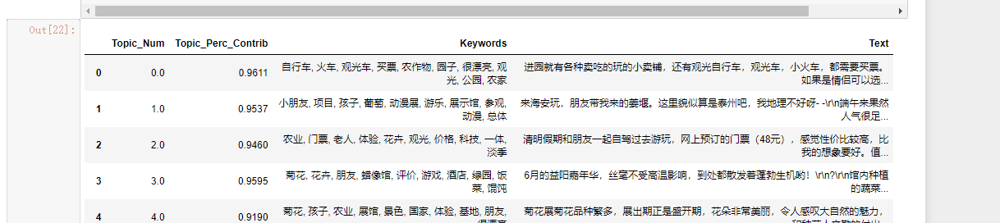 Out[22]:
Topic_Num Topic_Perc_Contrib Keywords Text
0 0.0 0.9611 自行车, 火车, 观光车, 买票, 农作物, 园子, 很漂亮, 观光, 公园, 农家 进园就有各种卖吃的玩的小卖铺，还有观光自行车，观光车，小火车，都需要买票。如果是情侣可以选...
1 1.0 0.9537 小朋友, 项目, 孩子, 葡萄, 动漫展, 游乐, 展示馆, 参观, 动漫, 总体 来海安玩，朋友带我来的姜堰。这里貌似算是泰州吧，我地理不好呀- -\r\n端午来果然人气很足...
2 2.0 0.9460 农业, 门票, 老人, 体验, 花卉, 观光, 价格, 科技, 一体, 淡季 清明假期和朋友一起自驾过去游玩，网上预订的门票（48元），感觉性价比较高，比我的想象要好。值...
3 3.0 0.9595 菊花, 花卉, 朋友, 蜡像馆, 评价, 游戏, 酒店, 绿园, 饭菜, 馄饨 6月的益阳嘉年华，丝毫不受高温影响，到处都散发着蓬勃生机哟！\r\n?\r\n馆内种植的蔬菜...
4 4.0 0.9190 菊花, 孩子, 农业, 展馆, 景色, 国家, 体验, 基地, 朋友, 很漂亮 菊花展菊花品种繁多，展出期正是盛开期，花朵非常美丽，令人感叹大自然的魅力，